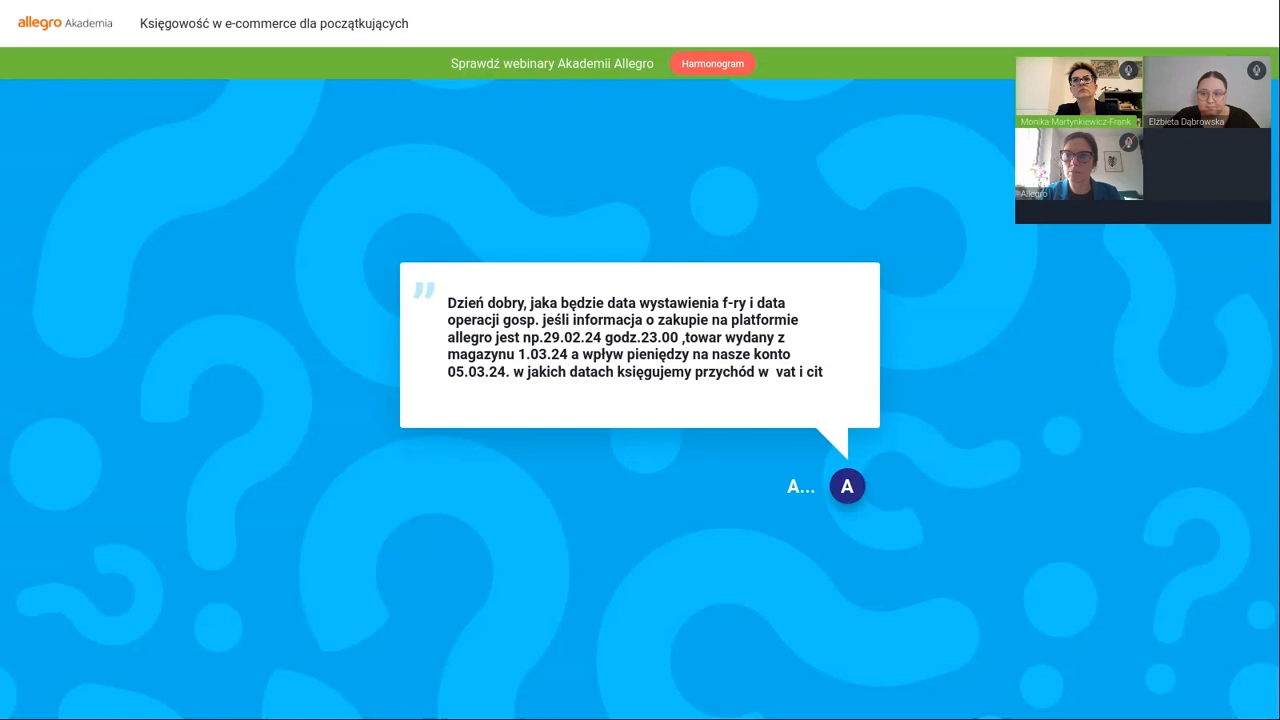 allegro Akademia
Księgowość w e-commerce dla początkujących
Sprawdź webinary Akademii Allegro
Harmonogram
Monika Martynkiewicz-Frank
Elżbieta Dąbrowska
Allegro
Dzień dobry, jaka będzie data wystawienia f-ry i data
operacji gosp. jeśli informacja o zakupie na platformie
allegro jest np.29.02.24 godz.23.00 ,towar wydany z
magazynu 1.03.24 a wpływ pieniędzy na nasze konto
05.03.24. w jakich datach księgujemy przychód w  vat i cit
A...
A